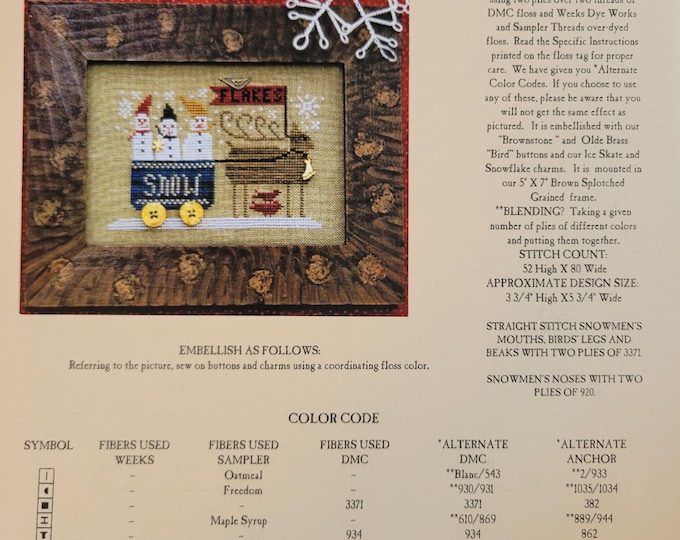 using two plies over two threads of
DMC floss and Weeks Dye Works
and Sampler Threads over-dyed
floss. Read the Specific Instructions
printed on the floss tag for proper
care. We have given you *Alternate
Color Codes. If you choose to use
any of these, please be aware that you
will not get the same effect as
pictured. It is embellished with our
"Brownstone " and Olde Brass
"Bird" buttons and our Ice Skate and
Snowflake charms. It is mounted in
our 5" X 7" Brown Splotched
Grained frame.
**BLENDING? Taking a given
number of plies of different colors
and putting them together.
STITCH COUNT:
52 High X 80 Wide
APPROXIMATE DESIGN SIZE:
3 3/4" High X5 3/4" Wide
STRAIGHT STITCH SNOWMEN'S
MOUTHS, BIRDS' LEGS AND
BEAKS WITH TWO PLIES OF 3371.
SNOWMEN'S NOSES WITH TWO
PLIES OF 920.
FLAKES
SNOW
EMBELLISH AS FOLLOWS:
Referring to the picture, sew on buttons and charms using a coordinating floss color.
COLOR CODE
SYMBOL FIBERS USED WEEKS FIBERS USED SAMPLER FIBERS USED DMC *ALTERNATE DMC *ALTERNATE ANCHOR
- Oatmeal - **Blanc/543 **2/933
- Freedom - **930/931 **1035/1034
- - 3371 3371 382
- Maple Syrup - **610/869 **889/944
- - 934 934 862